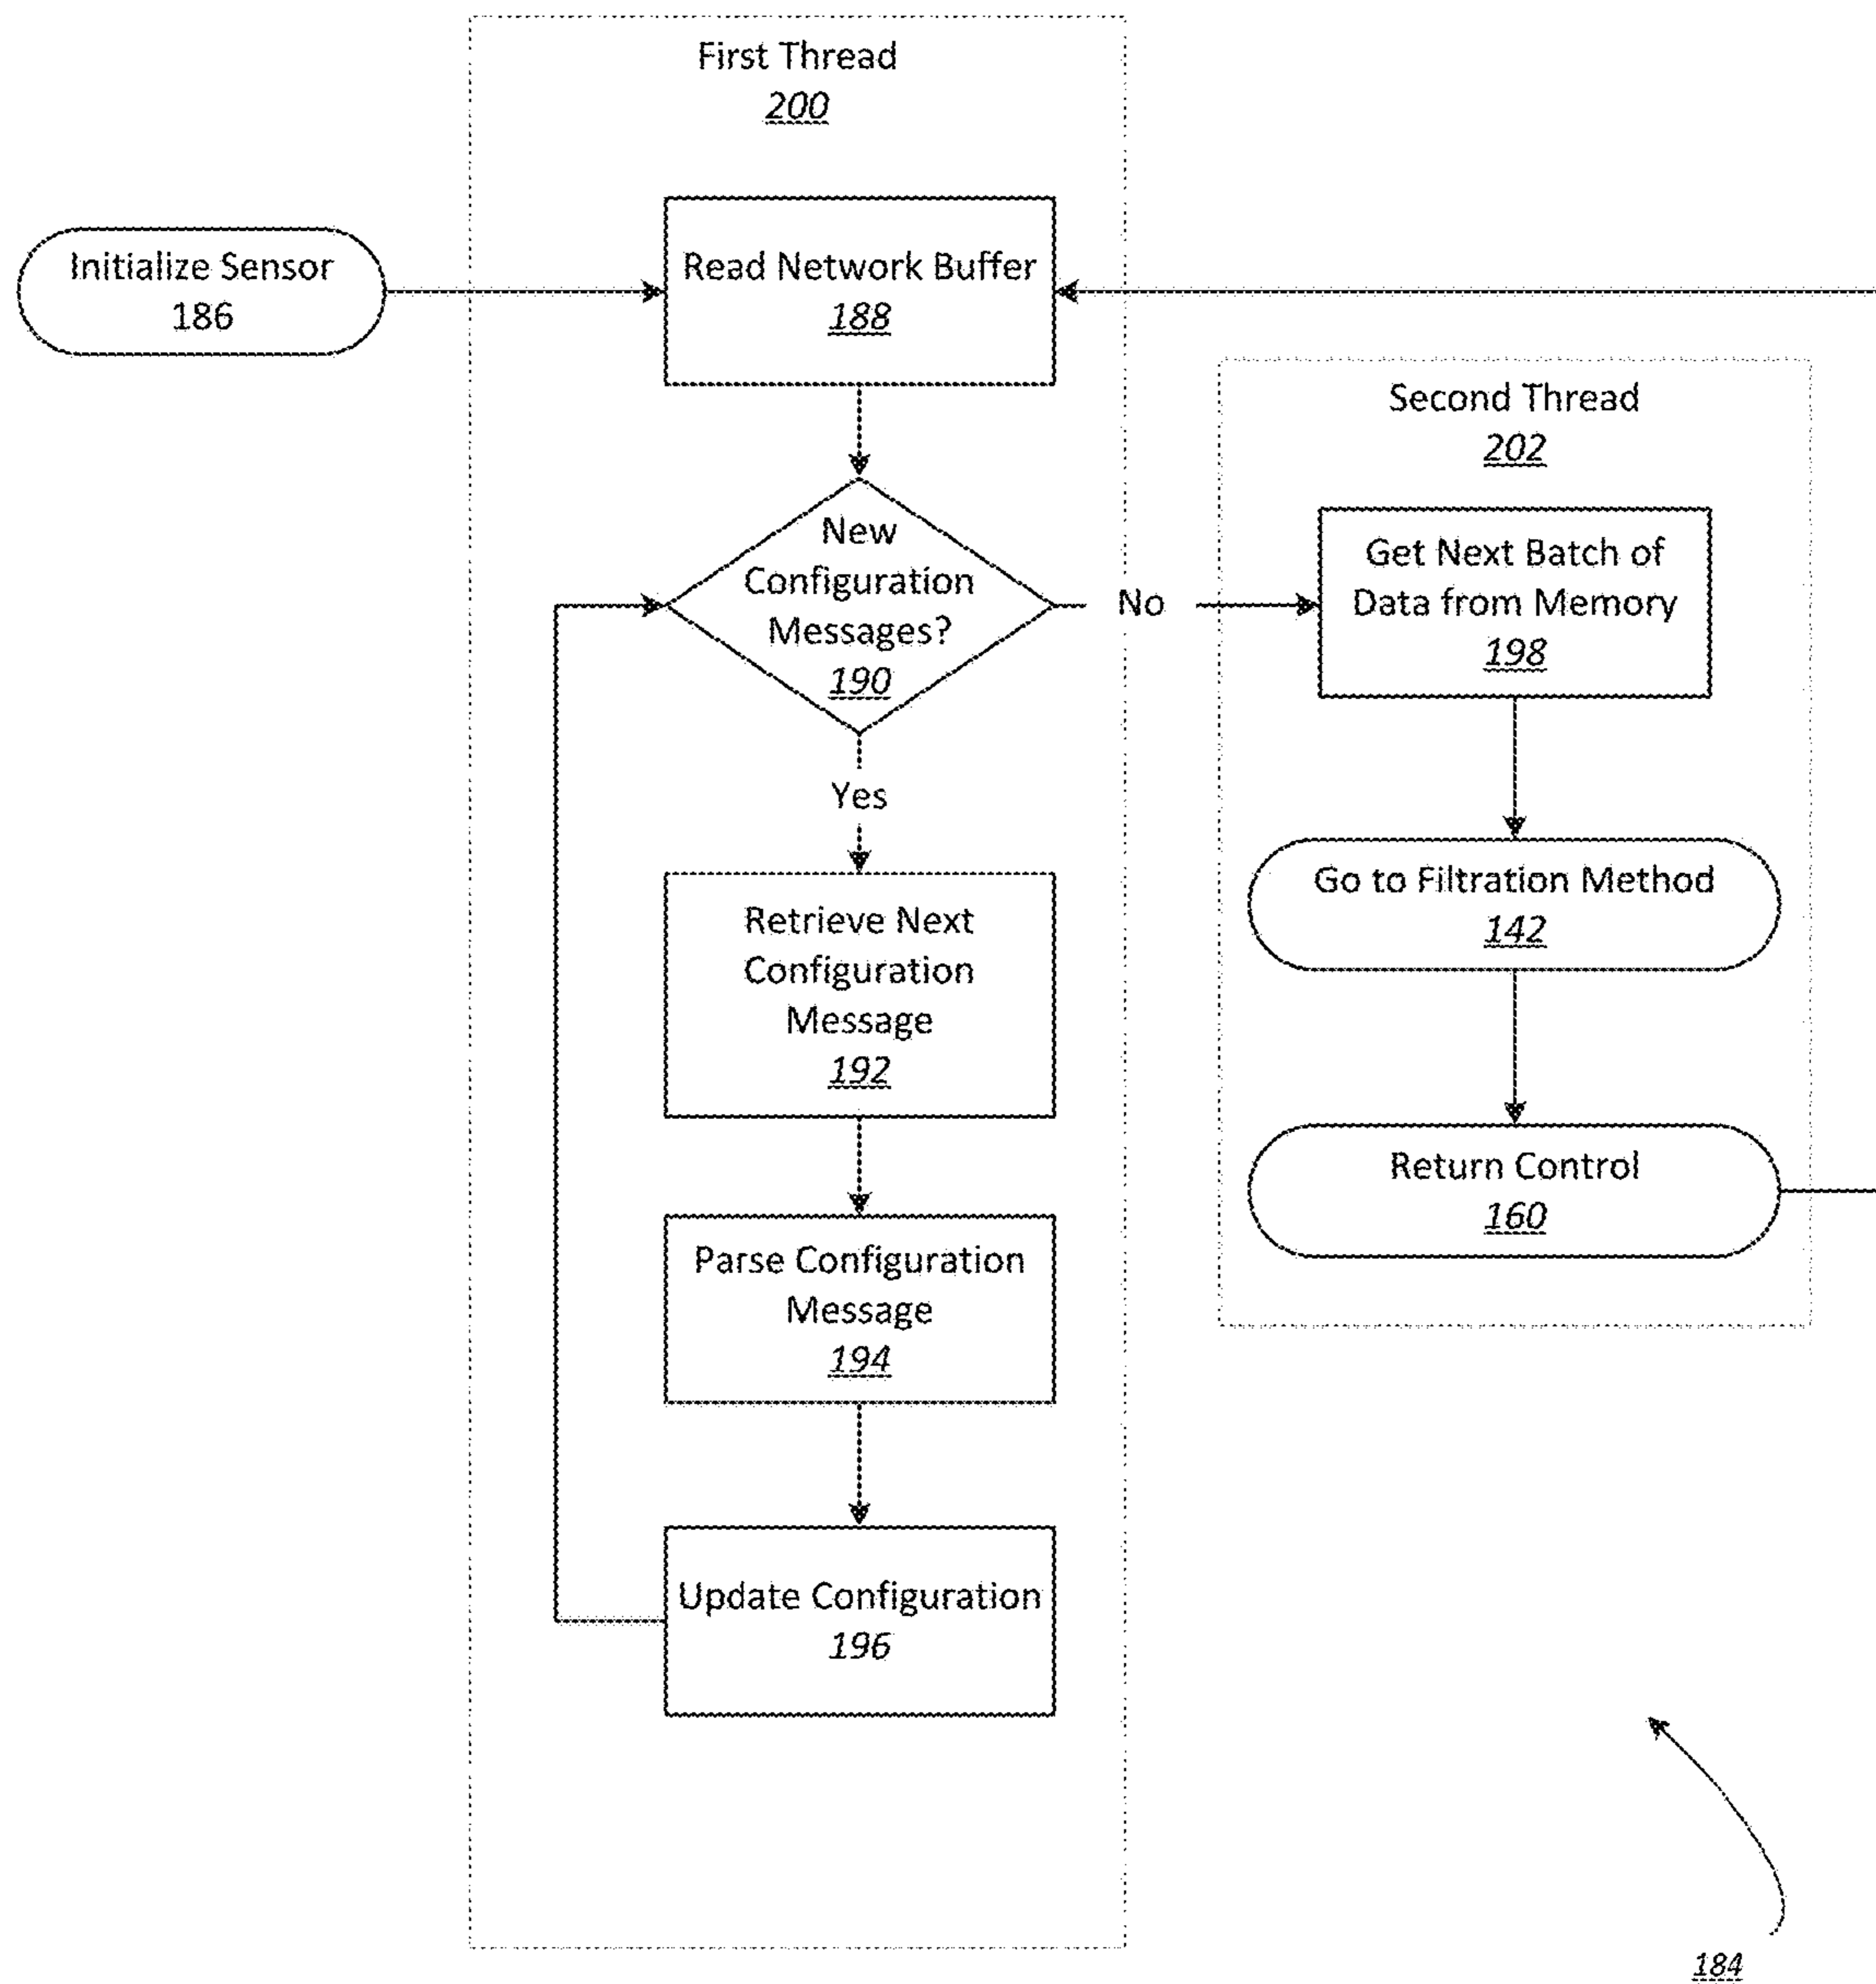 First Thread
200
Initialize Sensor
186
Read Network Buffer
188
Second Thread
202
New
Configuration
Messages?
190
No
Get Next Batch of
Data from Memory
198
Yes
Go to Filtration Method
142
Retrieve Next
Configuration
Message
192
Return Control
160
Parse Configuration
Message
194
Update Configuration
196
184